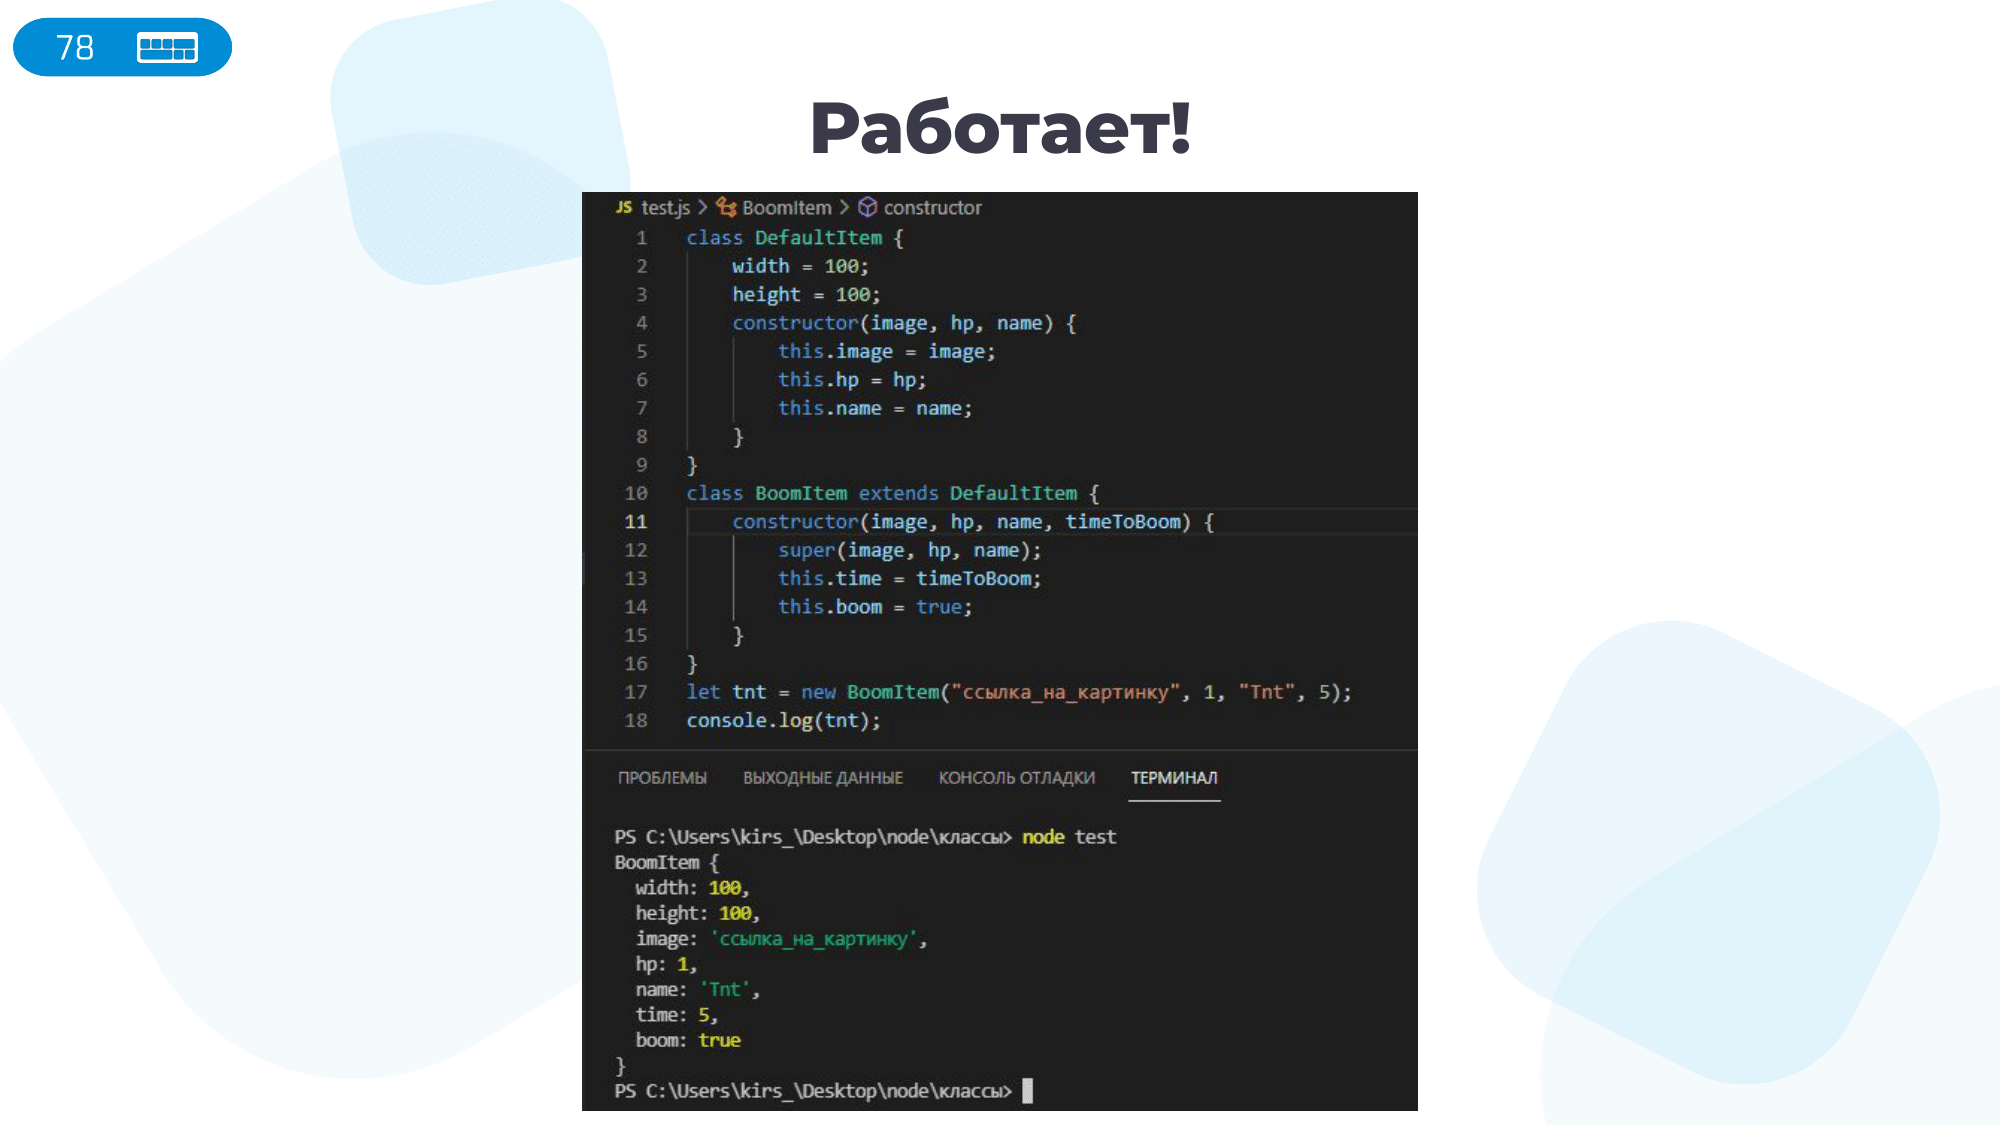 78
Работает!
JS test.js > BoomItem > constructor
1 class DefaultItem {
2 width = 100;
3 height = 100;
4 constructor(image, hp, name) {
5 this.image = image;
6 this.hp = hp;
7 this.name = name;
8 }
9 }
10 class BoomItem extends DefaultItem {
11 constructor(image, hp, name, timeToBoom) {
12 super(image, hp, name);
13 this.time = timeToBoom;
14 this.boom = true;
15 }
16 }
17 let tnt = new BoomItem("ссылка_на_картинку", 1, "Tnt", 5);
18 console.log(tnt);
ПРОБЛЕМЫ ВЫХОДНЫЕ ДАННЫЕ КОНСОЛЬ ОТЛАДКИ ТЕРМИНАЛ
PS C:\Users\kirs_\Desktop\node\классы> node test
BoomItem {
width: 100,
height: 100,
image: 'ссылка_на_картинку',
hp: 1,
name: 'Tnt',
time: 5,
boom: true
}
PS C:\Users\kirs_\Desktop\node\классы>